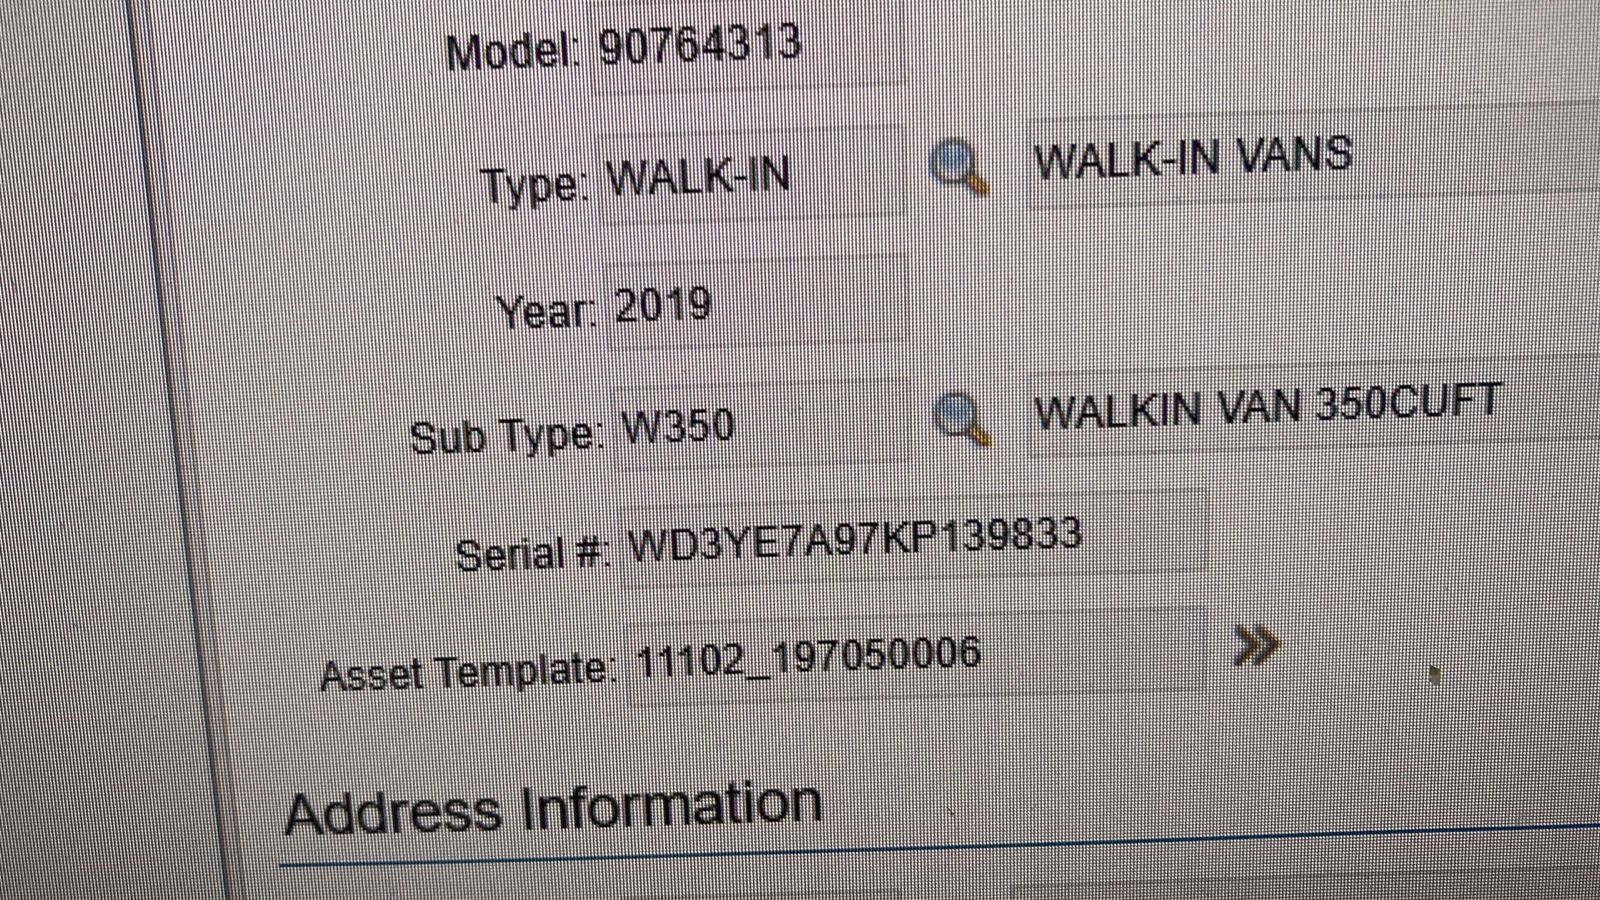 Model: 90764313
Type: WALK-IN WALK-IN VANS
Year: 2019
Sub Type: W350 WALKIN VAN 350CUFT
Serial #: WD3YE7A97KP139833
Asset Template: 11102_197050006
Address Information